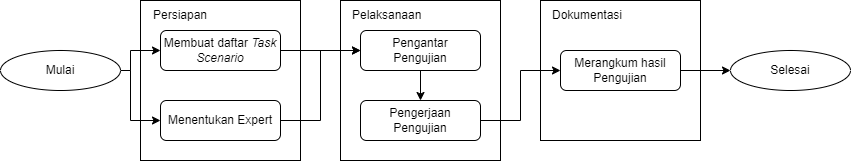 Mulai
Persiapan
Membuat daftar Task
Scenario
Menentukan Expert
Pelaksanaan
Pengantar
Pengujian
Pengerjaan
Pengujian
Dokumentasi
Merangkum hasil
Pengujian
Selesai